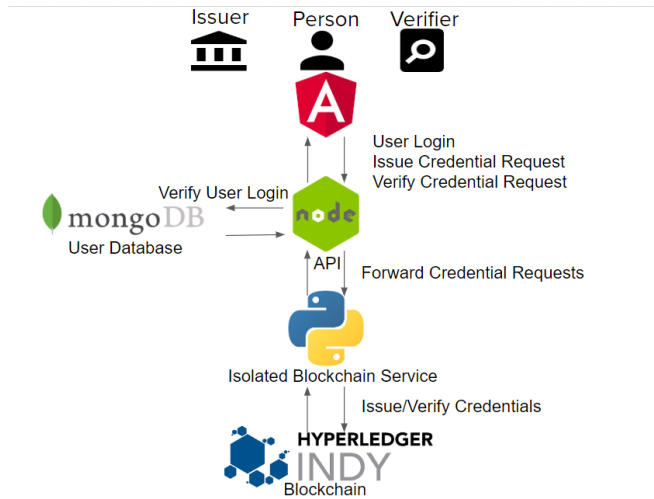 Issuer Person Verifier
A
User Login
Issue Credential Request
Verify Credential Request
Verify User Login
mongoDB
node
User Database
API
Forward Credential Requests
Isolated Blockchain Service
Issue/Verify Credentials
HYPERLEDGER
INDY
Blockchain